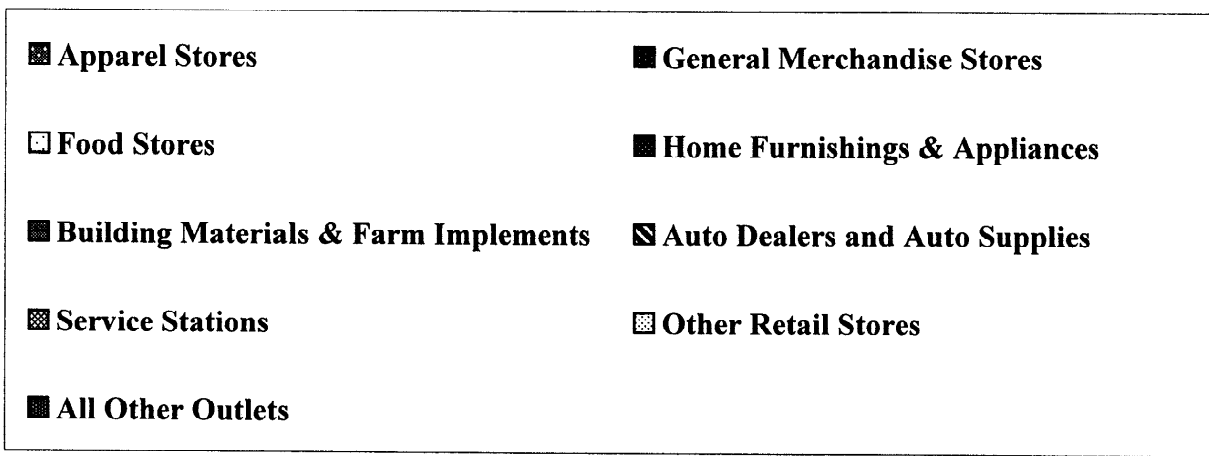 Apparel Stores
General Merchandise Stores
Food Stores
Home Furnishings & Appliances
Building Materials & Farm Implements
Auto Dealers and Auto Supplies
Service Stations
Other Retail Stores
All Other Outlets